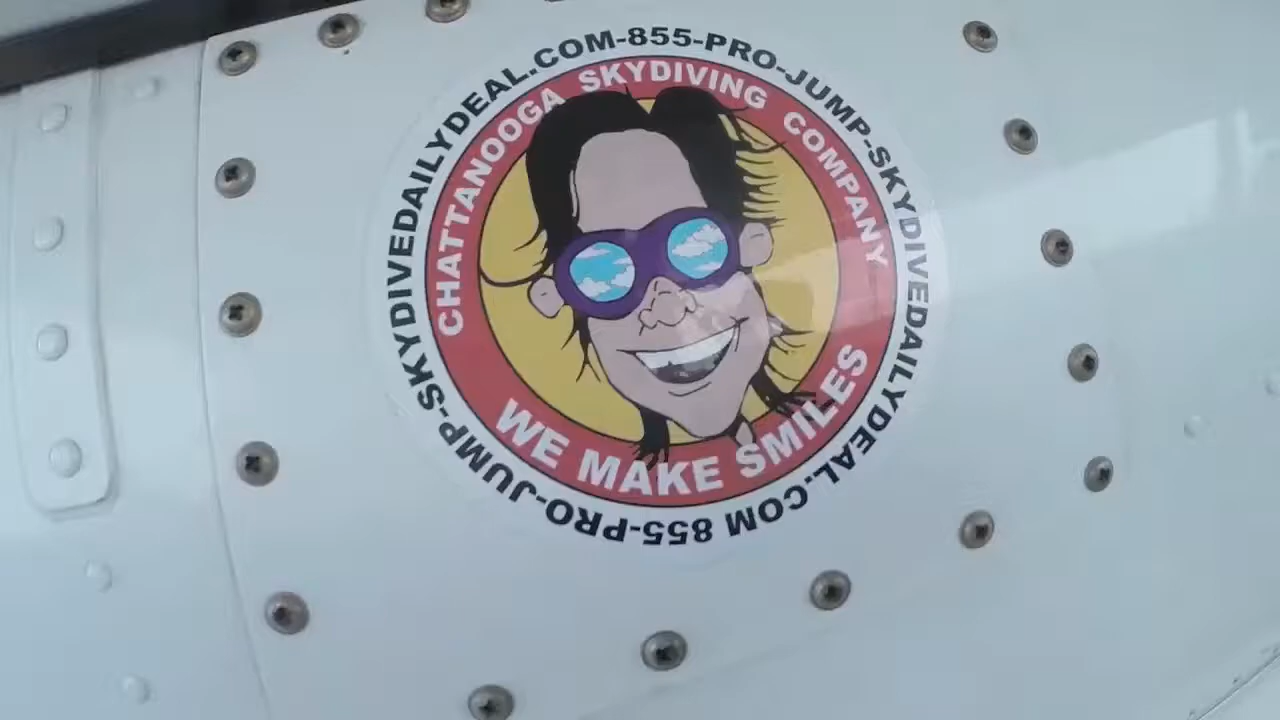 SKYDIVEDAILYDEAL.COM-855-PRO-JUMP-SKYDIVEDAILYDEAL.COM 855-PRO-JUMP-
CHATTANOOGA SKYDIVING COMPANY
WE MAKE SMILES